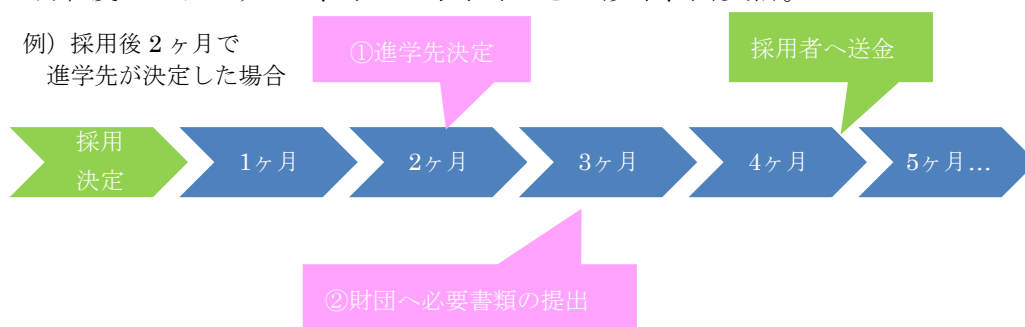 例）採用後 2 ヶ月で
進学先が決定した場合
①進学先決定
採用者へ送金
採用
決定
1ヶ月
2ヶ月
3ヶ月
4ヶ月
5ヶ月…
②財団へ必要書類の提出